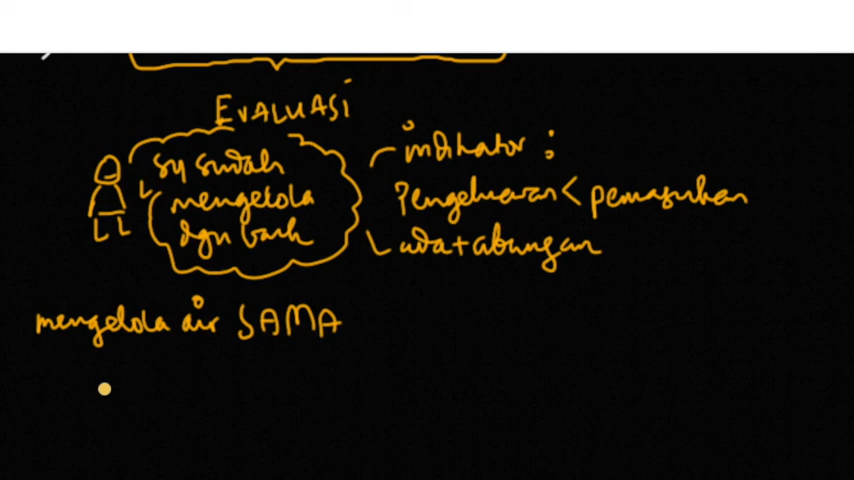 EVALUASI
sy sudah
mengelola
dgn baik
indikator :
Pengeluaran < pemasukan
ada tabungan
mengelola air SAMA